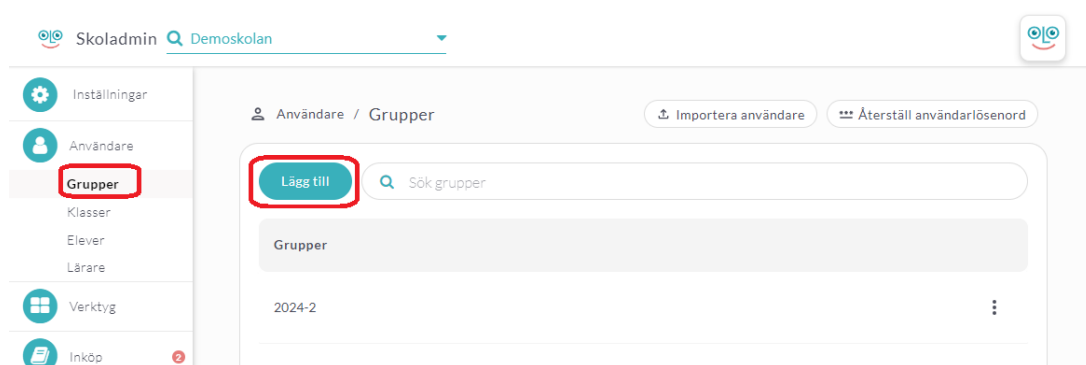 Skoladmin Demoskolan
Inställningar
Användare
Grupper
Klasser
Elever
Lärare
Verktyg
Inköp 2
Användare / Grupper
Importera användare
Återställ användarlösenord
Lägg till
Sök grupper
Grupper
2024-2